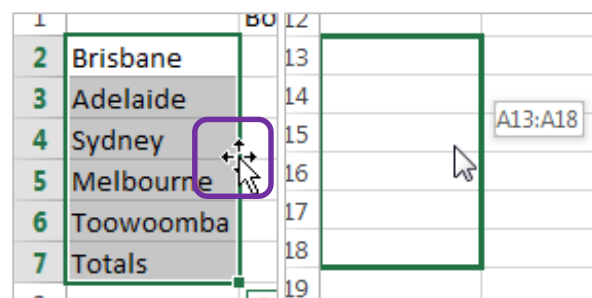 1 Bo
2 Brisbane
3 Adelaide
4 Sydney
5 Melbourne
6 Toowoomba
7 Totals
12
13
14
A13:A18
15
16
17
18
19